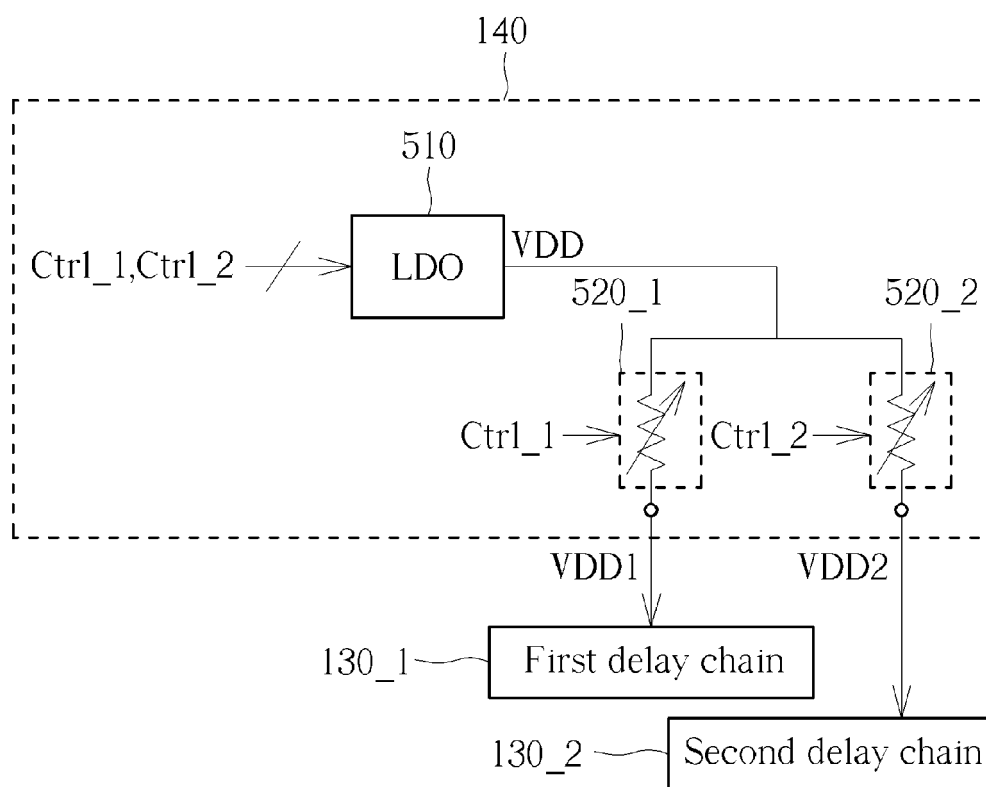 140
510
Ctrl_1,Ctrl_2
LDO
VDD
520_1
520_2
Ctrl_1
Ctrl_2
VDD1
VDD2
130_1
First delay chain
130_2
Second delay chain